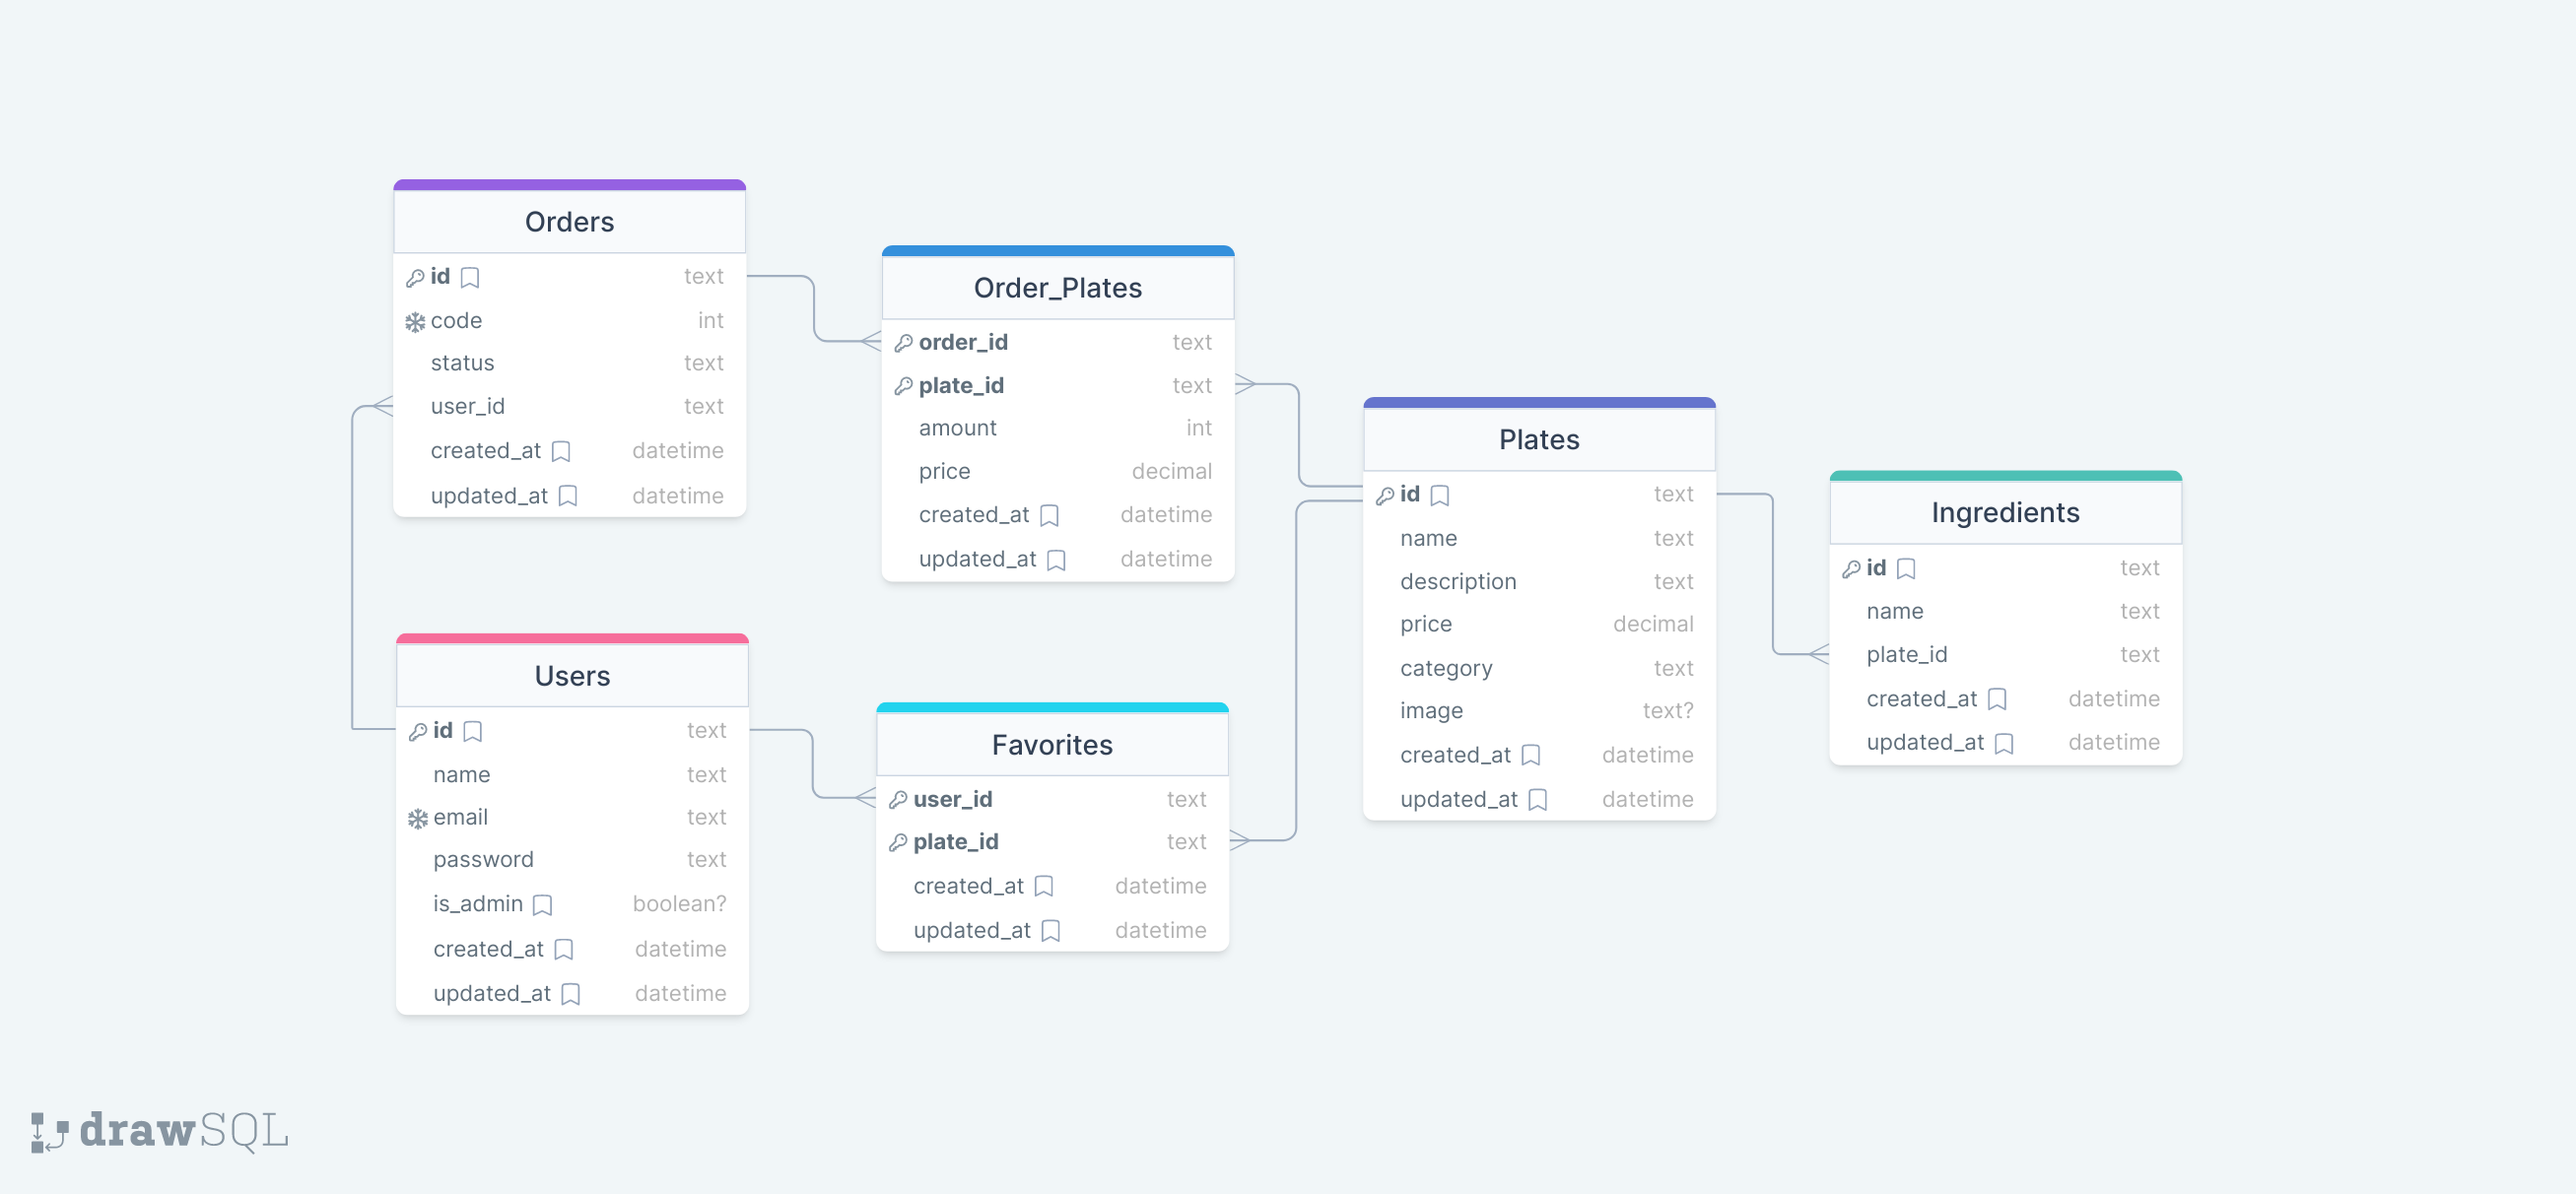 Orders
id text
code int
status text
user_id text
created_at datetime
updated_at datetime
Order_Plates
order_id text
plate_id text
amount int
price decimal
created_at datetime
updated_at datetime
Plates
id text
name text
description text
price decimal
category text
image text?
created_at datetime
updated_at datetime
Ingredients
id text
name text
plate_id text
created_at datetime
updated_at datetime
Users
id text
name text
email text
password text
is_admin boolean?
created_at datetime
updated_at datetime
Favorites
user_id text
plate_id text
created_at datetime
updated_at datetime
drawSQL